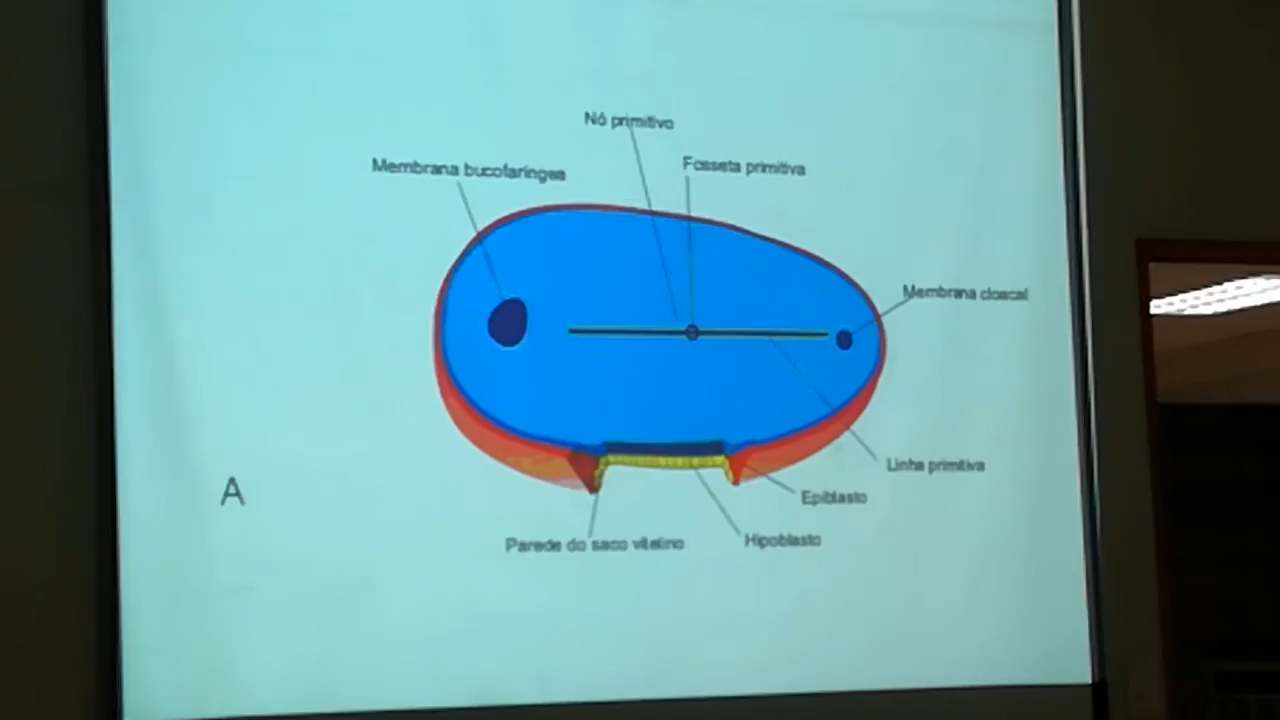 Nó primitivo
Fosseta primitiva
Membrana bucofaríngea
Membrana cloacal
Linha primitiva
Epiblasto
A
Parede do saco vitelino
Hipoblasto